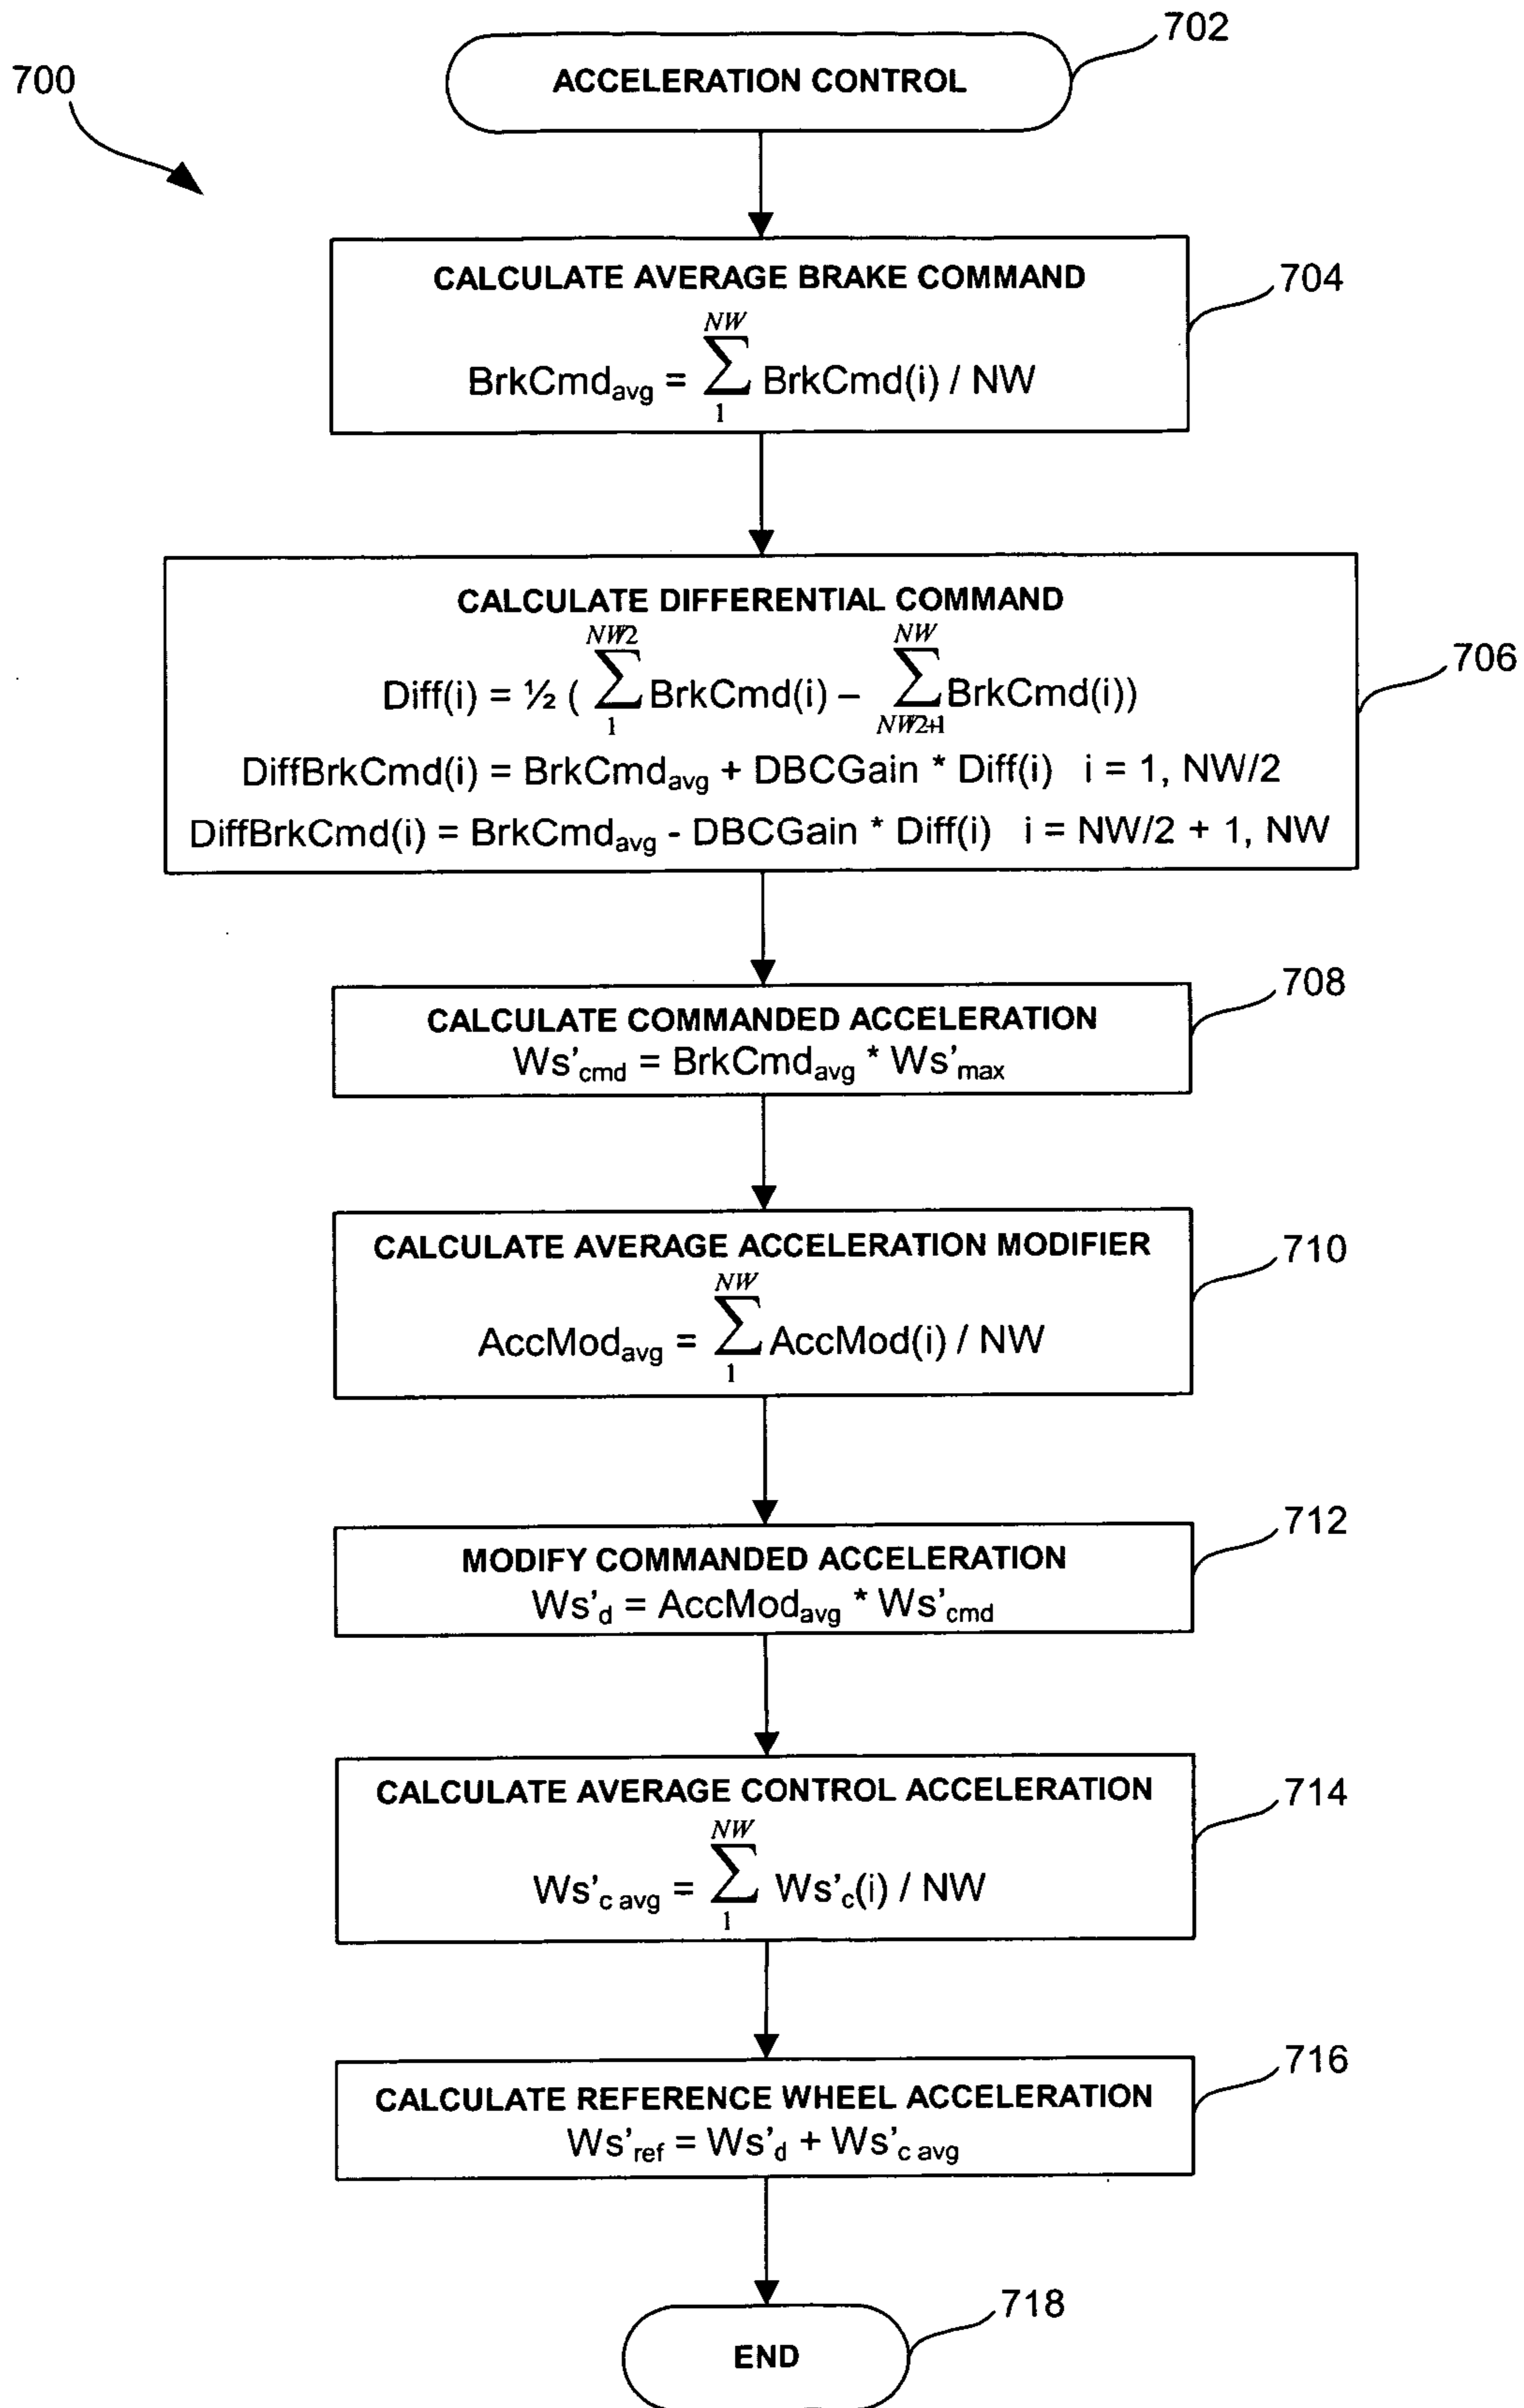 702
ACCELERATION CONTROL
700
CALCULATE AVERAGE BRAKE COMMAND
704
NW
BrkCmdavg = ∑ BrkCmd(i) / NW
1
CALCULATE DIFFERENTIAL COMMAND
706
NW2 NW
Diff(i) = ½ ( ∑ BrkCmd(i) – ∑ BrkCmd(i))
1 NW2+1
DiffBrkCmd(i) = BrkCmdavg + DBCGain * Diff(i) i = 1, NW/2
DiffBrkCmd(i) = BrkCmdavg - DBCGain * Diff(i) i = NW/2 + 1, NW
708
CALCULATE COMMANDED ACCELERATION
Ws’cmd = BrkCmdavg * Ws’max
CALCULATE AVERAGE ACCELERATION MODIFIER
710
NW
AccModavg = ∑ AccMod(i) / NW
1
712
MODIFY COMMANDED ACCELERATION
Ws’d = AccModavg * Ws’cmd
CALCULATE AVERAGE CONTROL ACCELERATION
714
NW
Ws’c avg = ∑ Ws’c(i) / NW
1
716
CALCULATE REFERENCE WHEEL ACCELERATION
Ws’ref = Ws’d + Ws’c avg
718
END